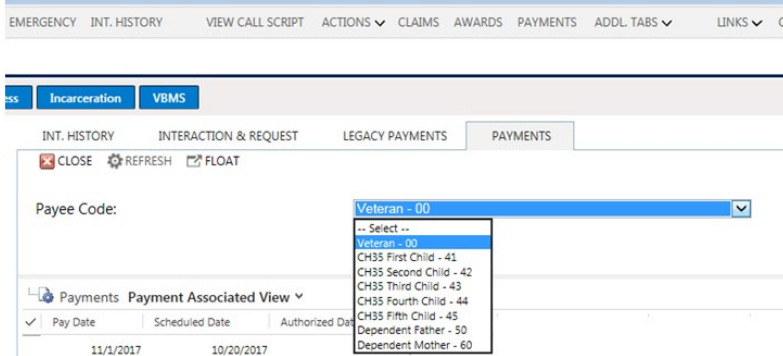 EMERGENCY INT. HISTORY VIEW CALL SCRIPT ACTIONS CLAIMS AWARDS PAYMENTS ADDL. TABS LINKS
ess Incarceration VBMS
INT. HISTORY INTERACTION & REQUEST LEGACY PAYMENTS PAYMENTS
CLOSE REFRESH FLOAT
Payee Code: Veteran - 00
-- Select --
Veteran - 00
CH35 First Child - 41
CH35 Second Child - 42
CH35 Third Child - 43
CH35 Fourth Child - 44
CH35 Fifth Child - 45
Dependent Father - 50
Dependent Mother - 60
Payments Payment Associated View
Pay Date Scheduled Date Authorized Dat
11/1/2017 10/20/2017